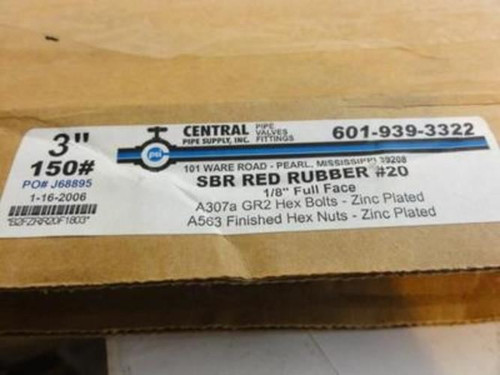 3"
150#
PO# J68895
1-16-2006
*B2FZRR20F1803*
psi
CENTRAL
PIPE SUPPLY, INC.
PIPE
VALVES
FITTINGS
601-939-3322
101 WARE ROAD - PEARL, MISSISSIPPI 39208
SBR RED RUBBER #20
1/8" Full Face
A307a GR2 Hex Bolts - Zinc Plated
A563 Finished Hex Nuts - Zinc Plated